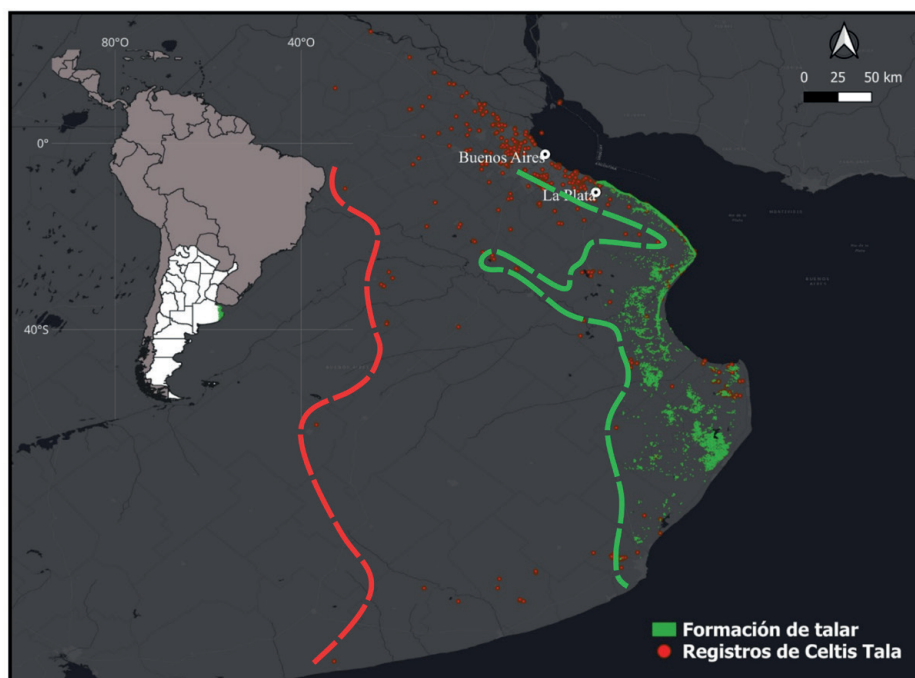 80°O
40°O
0 25 50 km
0°
Buenos Aires
La Plata
40°S
Formación de talar
Registros de Celtis Tala